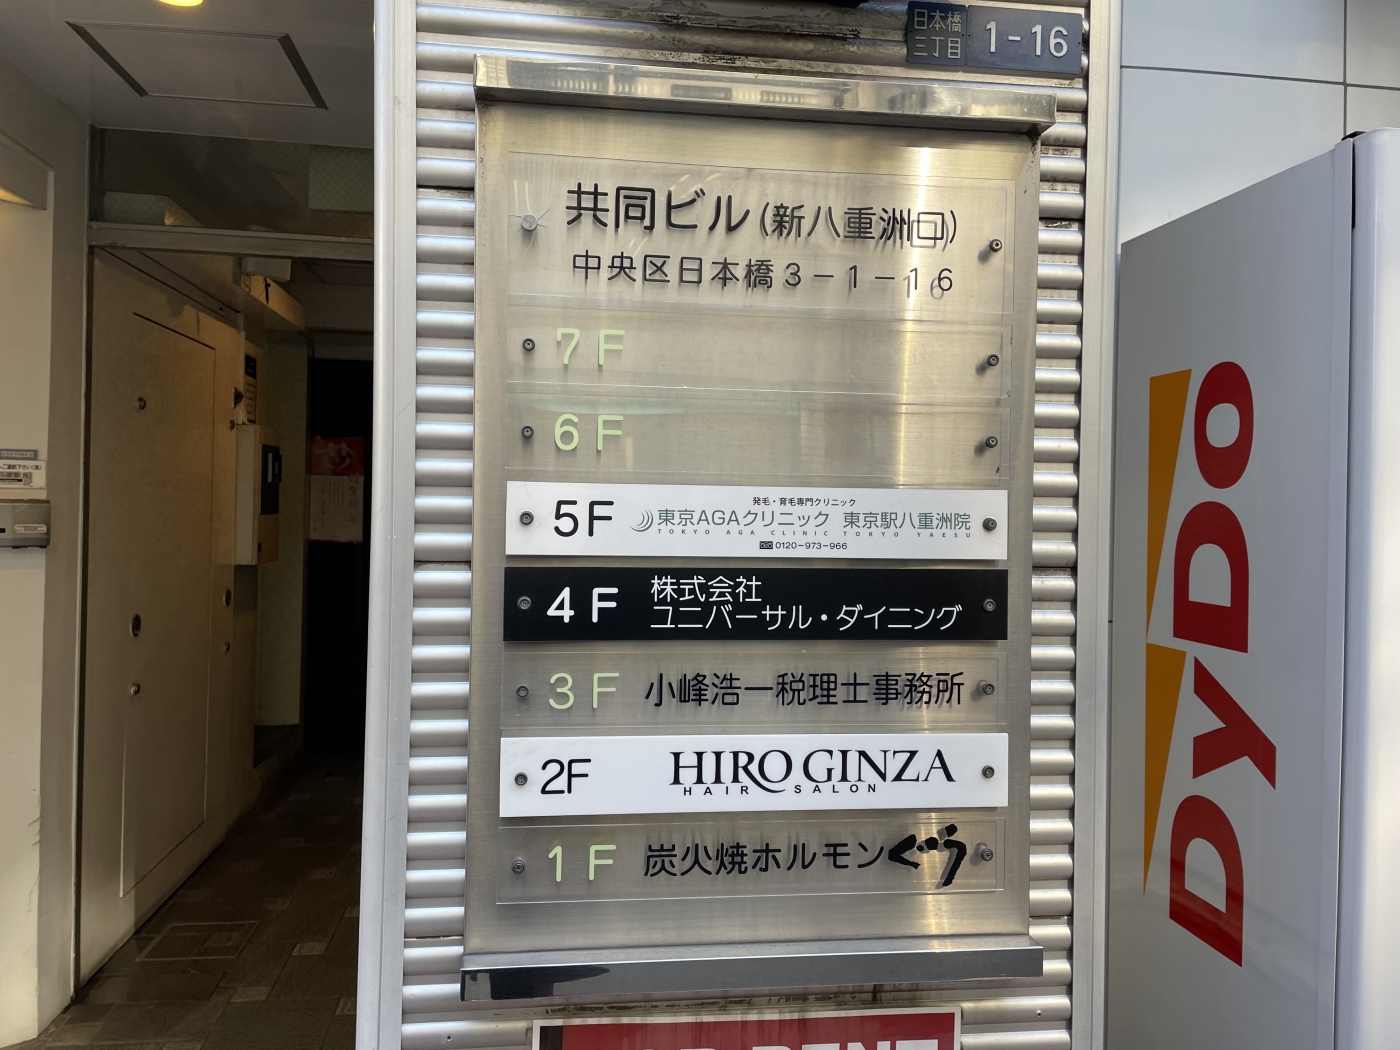 日本橋
三丁目
1-16
共同ビル(新八重洲口)
中央区日本橋3-1-16
7F
6F
5F
発毛・育毛専門クリニック
東京AGAクリニック 東京駅八重洲院
TOKYO AGA CLINIC TOKYO YAESU
0120-973-966
4F
株式会社
ユニバーサル・ダイニング
3F 小峰浩一税理士事務所
2F
HIRO GINZA
HAIR SALON
1F 炭火焼ホルモンぐう
DyDo